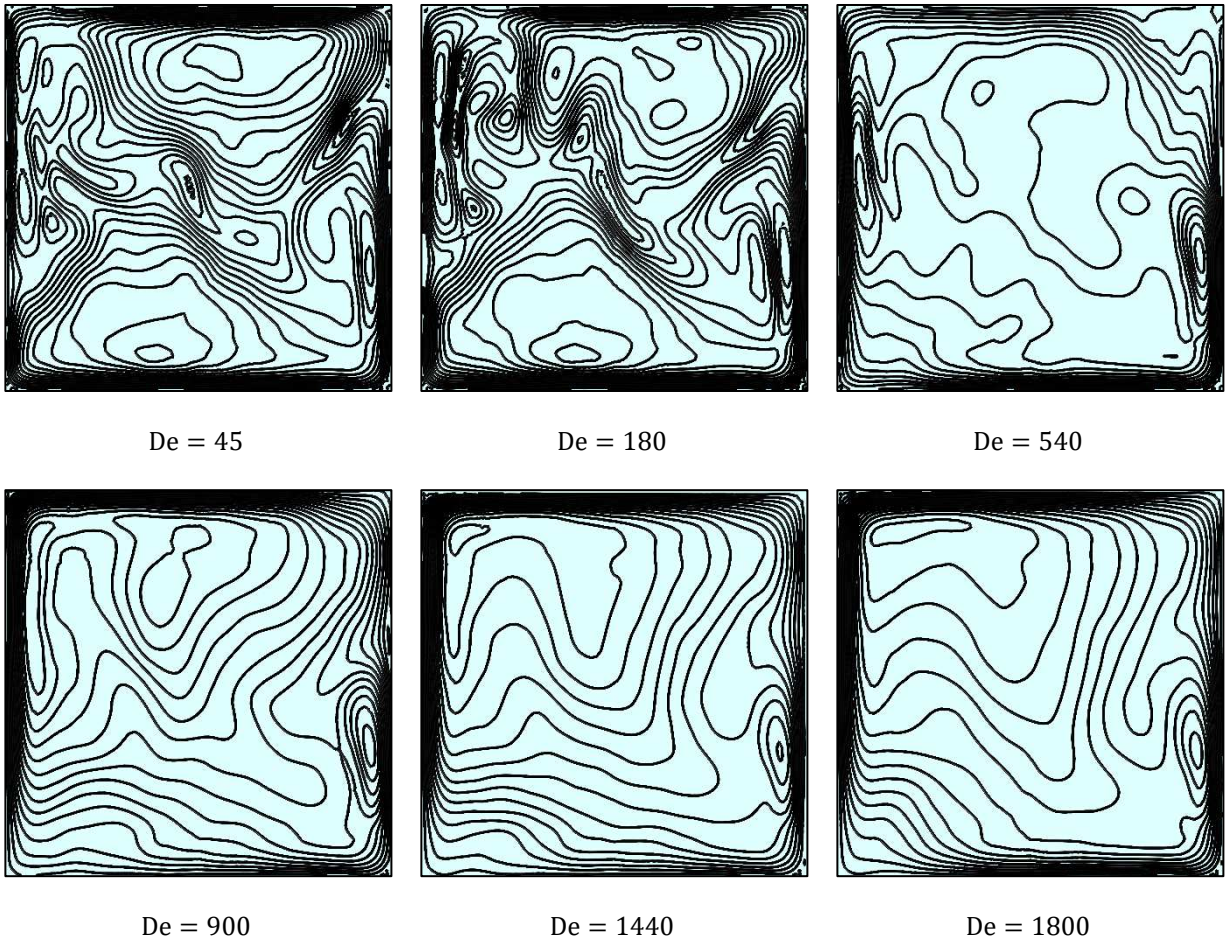 De = 45 De = 180 De = 540
De = 900 De = 1440 De = 1800